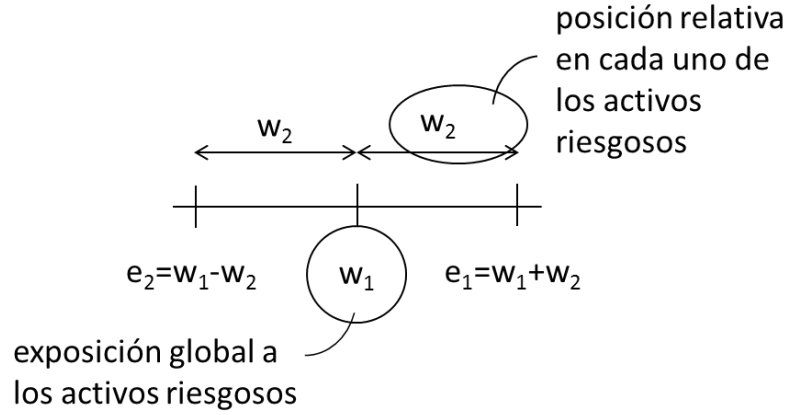 posición relativa
en cada uno de
los activos
riesgosos
w₂
w₂
e₂=w₁-w₂
w₁
e₁=w₁+w₂
exposición global a
los activos riesgosos